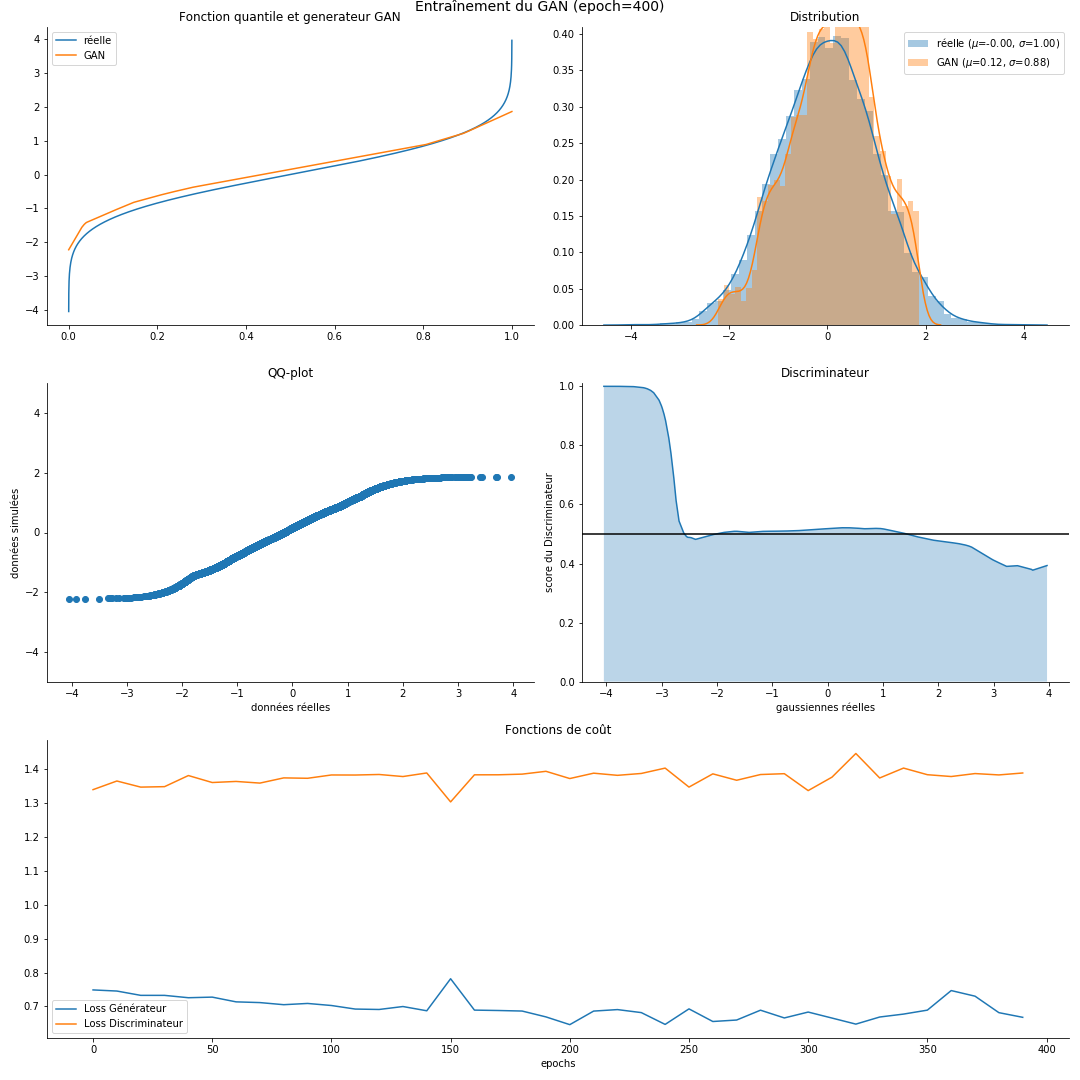 Entraînement du GAN (epoch=400)
Fonction quantile et generateur GAN
réelle
GAN
4
3
2
1
0
−1
−2
−3
−4
0.0 0.2 0.4 0.6 0.8 1.0
Distribution
réelle (μ=-0.00, σ=1.00)
GAN (μ=0.12, σ=0.88)
0.40
0.35
0.30
0.25
0.20
0.15
0.10
0.05
0.00
−4 −2 0 2 4
QQ-plot
données simulées
4
2
0
−2
−4
−4 −3 −2 −1 0 1 2 3 4
données réelles
Discriminateur
score du Discriminateur
1.0
0.8
0.6
0.4
0.2
0.0
−4 −3 −2 −1 0 1 2 3 4
gaussiennes réelles
Fonctions de coût
1.4
1.3
1.2
1.1
1.0
0.9
0.8
0.7
Loss Générateur
Loss Discriminateur
0 50 100 150 200 250 300 350 400
epochs